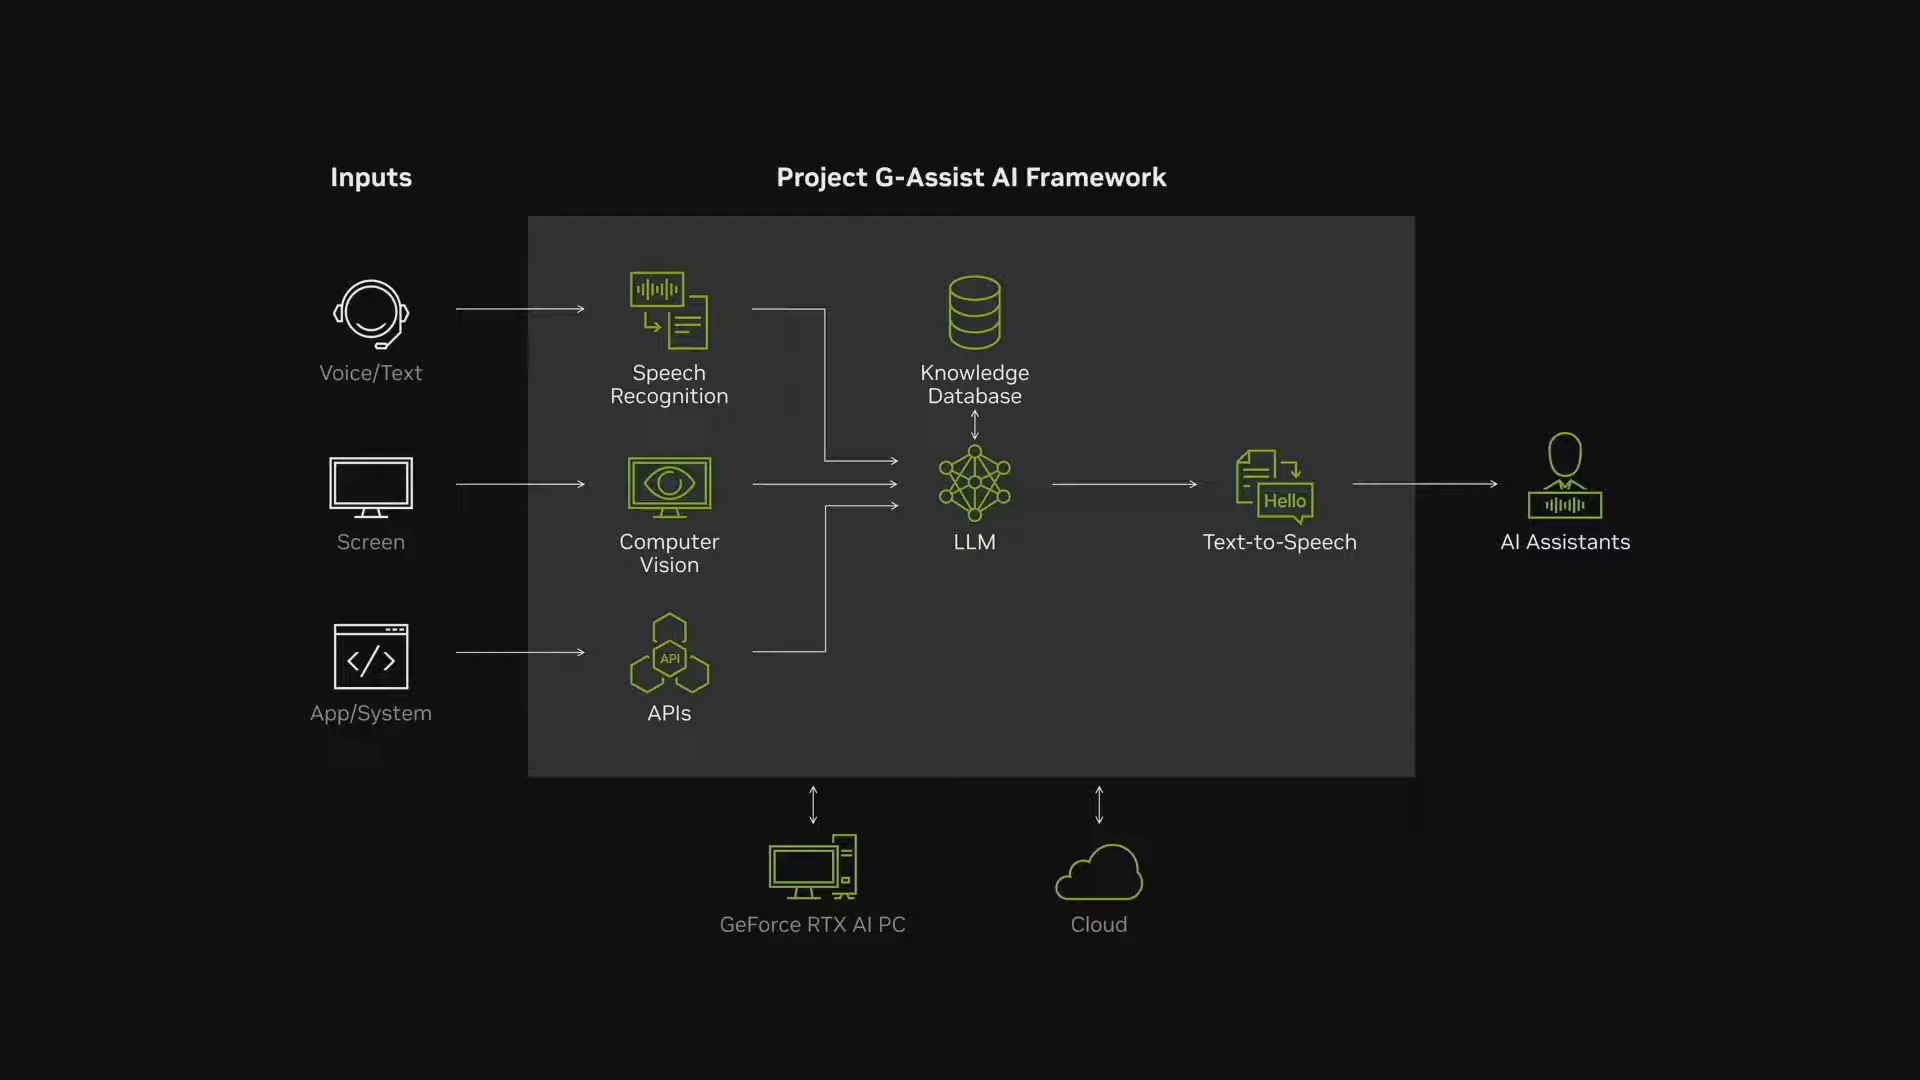 Inputs
Project G-Assist AI Framework
Voice/Text
Speech
Recognition
Knowledge
Database
Screen
Computer
Vision
LLM
Hello
Text-to-Speech
AI Assistants
App/System
API
APIs
GeForce RTX AI PC
Cloud